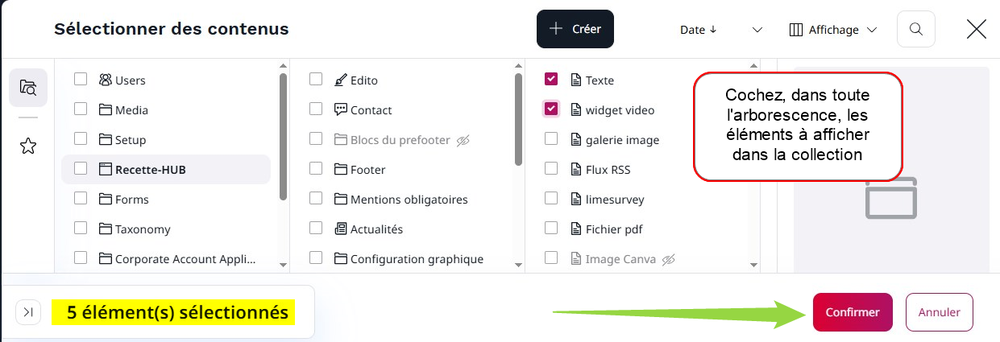 Sélectionner des contenus
Créer
Date ↓
Affichage
Users
Media
Setup
Recette-HUB
Forms
Taxonomy
Corporate Account Appli...
Edito
Contact
Blocs du prefooter
Footer
Mentions obligatoires
Actualités
Configuration graphique
Texte
widget video
galerie image
Flux RSS
limesurvey
Fichier pdf
Image Canva
Cochez, dans toute
l'arborescence, les
éléments à afficher
dans la collection
5 élément(s) sélectionnés
Confirmer
Annuler